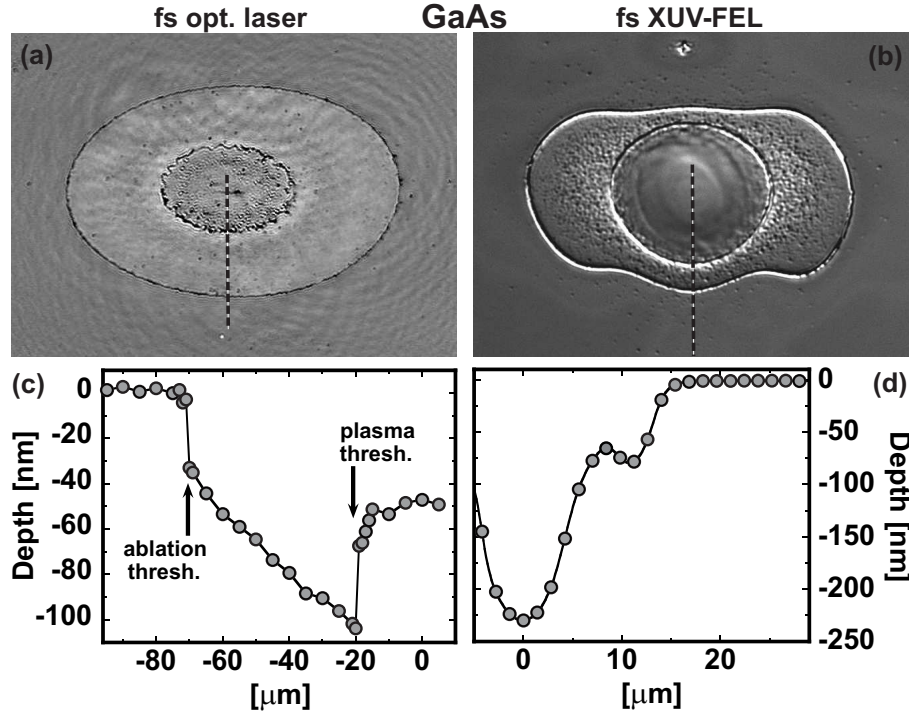 fs opt. laser GaAs fs XUV-FEL
(a)
(b)
(c)
0
-20
-40
-60
-80
-100
Depth [nm]
ablation
thresh.
plasma
thresh.
-80 -60 -40 -20 0
[μm]
(d)
0
-50
-100
-150
-200
-250
Depth [nm]
0 10 20
[μm]